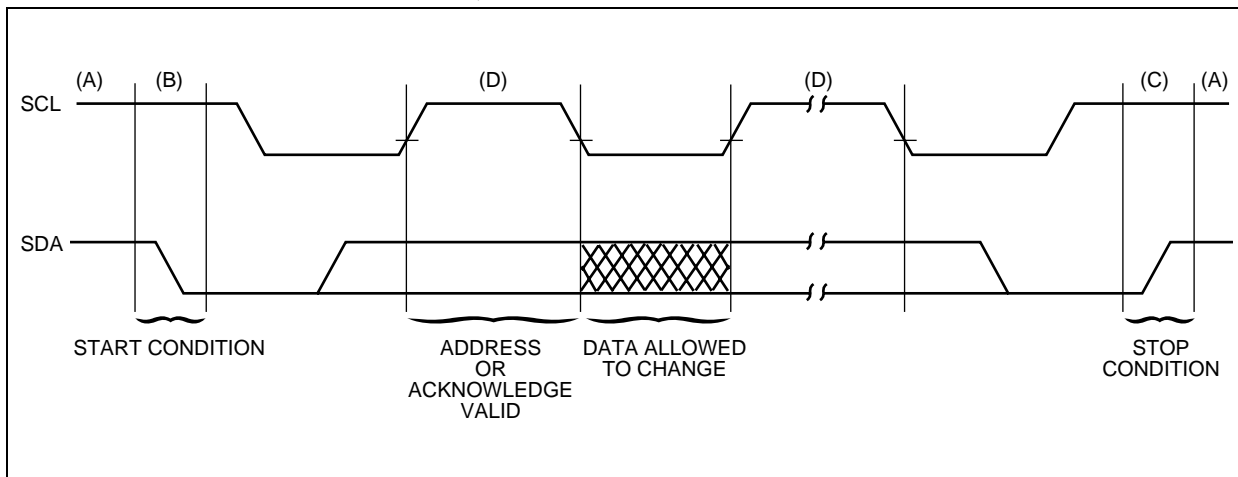 (A) (B) (D) (D) (C) (A)
SCL
SDA
START CONDITION
ADDRESS
OR
ACKNOWLEDGE
VALID
DATA ALLOWED
TO CHANGE
STOP
CONDITION